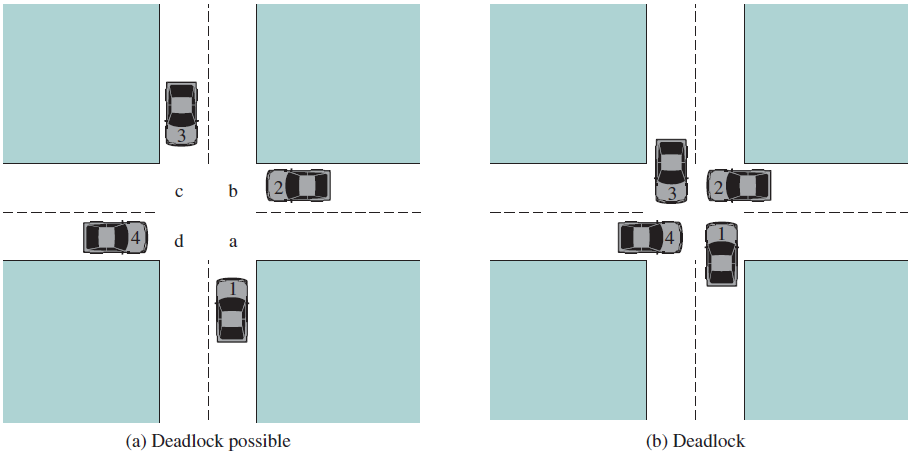 3
c b 2
4 d a
1
(a) Deadlock possible
3 2
4 1
(b) Deadlock